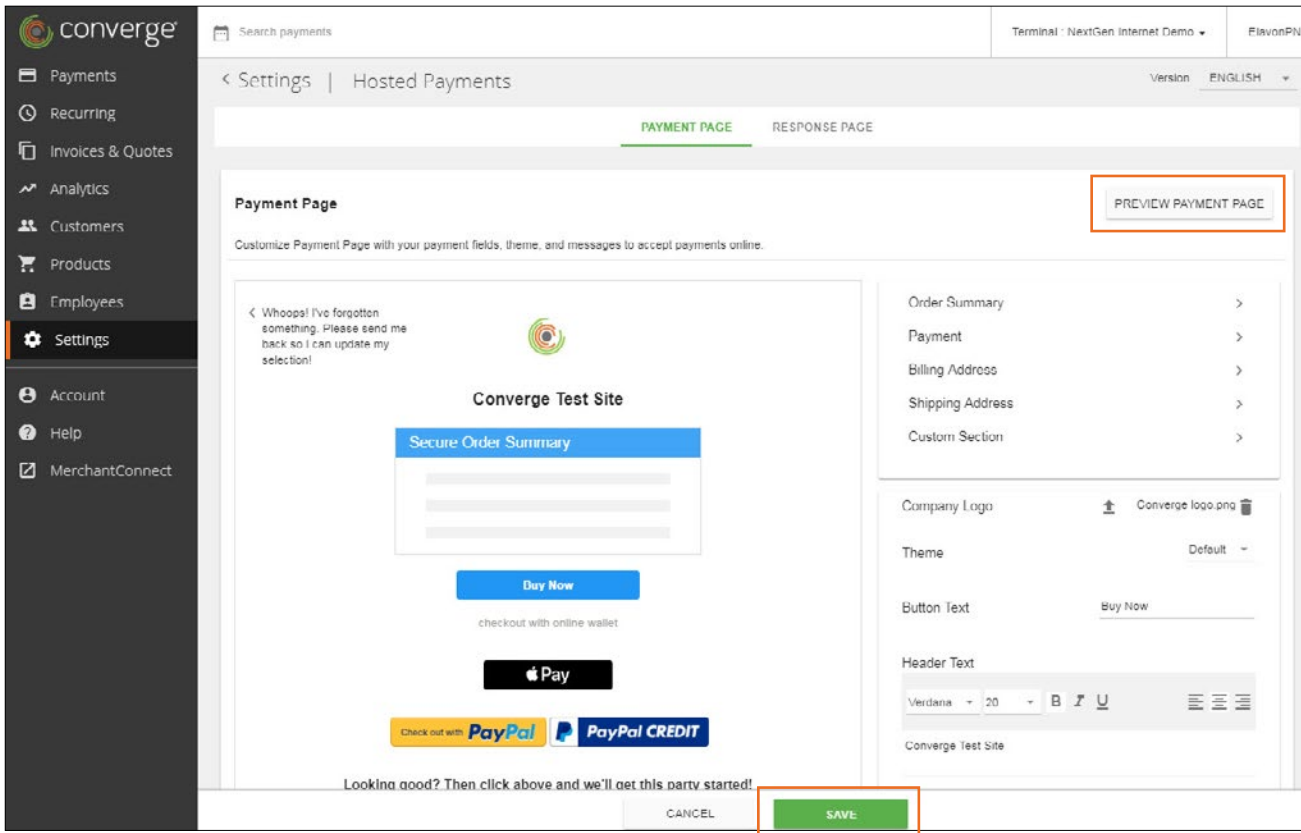 converge
Search payments
Terminal : NextGen Internet Demo
ElavonPN
Payments
Recurring
Invoices & Quotes
Analytics
Customers
Products
Employees
Settings
Account
Help
MerchantConnect
< Settings | Hosted Payments
Version ENGLISH
PAYMENT PAGE RESPONSE PAGE
Payment Page
PREVIEW PAYMENT PAGE
Customize Payment Page with your payment fields, theme, and messages to accept payments online.
< Whoops! I've forgotten
something. Please send me
back so I can update my
selection!
Converge Test Site
Secure Order Summary
Buy Now
checkout with online wallet
Pay
Check out with PayPal
PayPal CREDIT
Looking good? Then click above and we'll get this party started!
Order Summary >
Payment >
Billing Address >
Shipping Address >
Custom Section >
Company Logo Converge logo.png
Theme Default
Button Text Buy Now
Header Text
Verdana 20 B I U
Converge Test Site
CANCEL SAVE